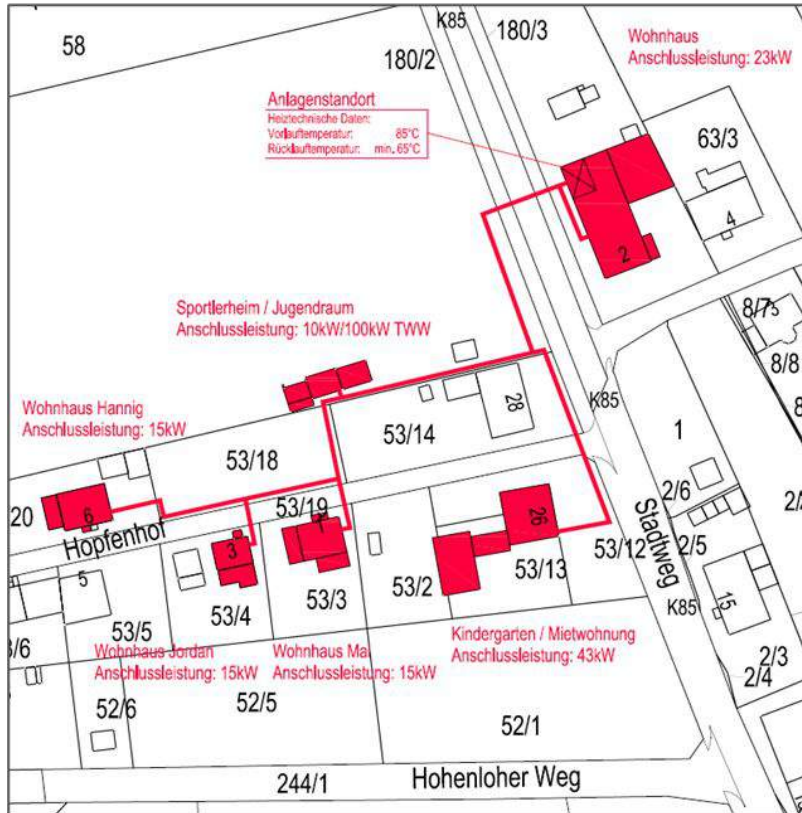 58
K85
180/3
180/2
Wohnhaus
Anschlussleistung: 23kW
Anlagenstandort
Heiztechnische Daten:
Vorlauftemperatur: 85°C
Rücklauftemperatur: min. 65°C
63/3
4
2
Sportlerheim / Jugendraum
Anschlussleistung: 10kW/100kW TWW
8/7
8/8
Wohnhaus Hannig
Anschlussleistung: 15kW
28
K85
53/18
53/14
1
20
6
Hopfenhof
53/19
1
3
26
2/6
2/5
Stadtweg
53/12
5
53/2
53/13
53/5
53/4
53/3
K85
15
Wohnhaus Jordan
Anschlussleistung: 15kW
Wohnhaus Mai
Anschlussleistung: 15kW
Kindergarten / Mietwohnung
Anschlussleistung: 43kW
2/3
2/4
52/6
52/5
52/1
244/1
Hohenloher Weg